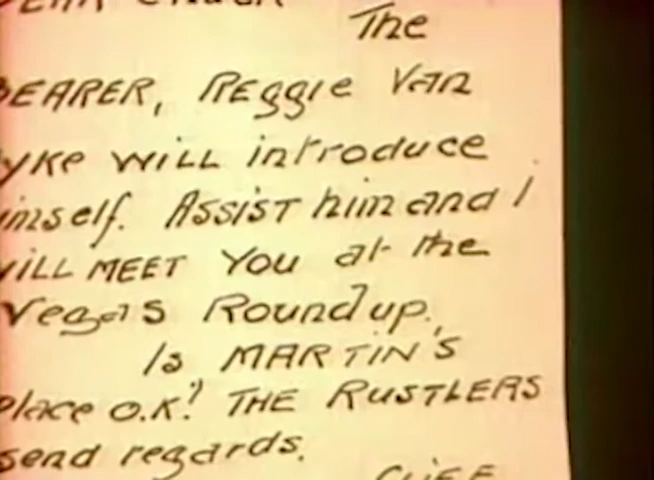 The
BEARER, Reggie Van
yke will introduce
imself. Assist him and I
will MEET You at the
Vegas Roundup.
Is MARTIN'S
Place O.K? THE RUSTLERS
send regards.
CLIFF